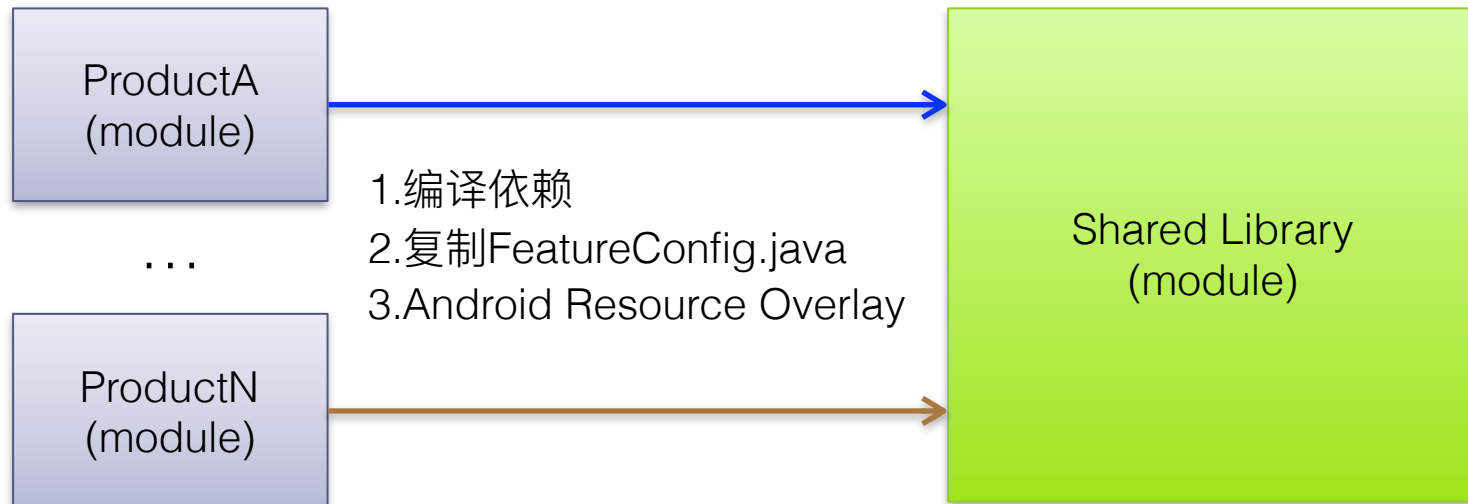 ProductA
(module)
...
ProductN
(module)
1.编译依赖
2.复制FeatureConfig.java
3.Android Resource Overlay
Shared Library
(module)